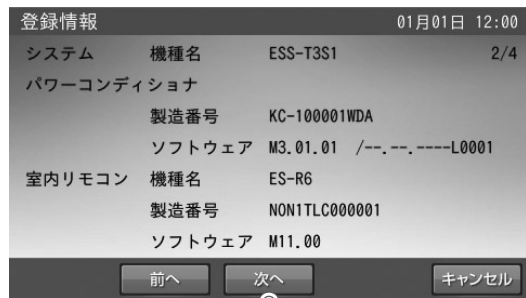 登録情報 01月01日 12:00
システム 機種名 ESS-T3S1 2/4
パワーコンディショナ
製造番号 KC-100001WDA
ソフトウェア M3.01.01 /--.--.----L0001
室内リモコン 機種名 ES-R6
製造番号 NON1TLC000001
ソフトウェア M11.00
前へ 次へ キャンセル